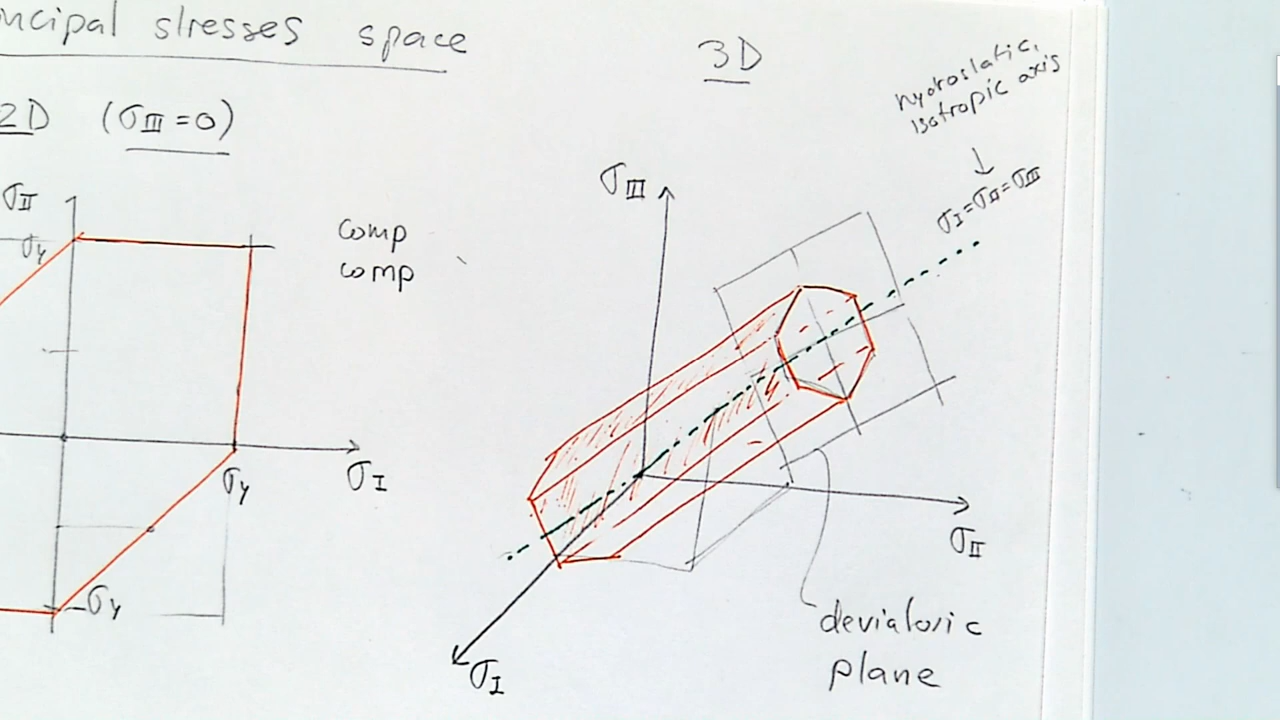 ncipal stresses space
2D (σIII=0)
σII
σy
σy
-σy
σI
comp
comp
3D
hydrostatic,
isotropic axis
σI=σII=σIII
σIII
σII
σI
deviatoric
plane